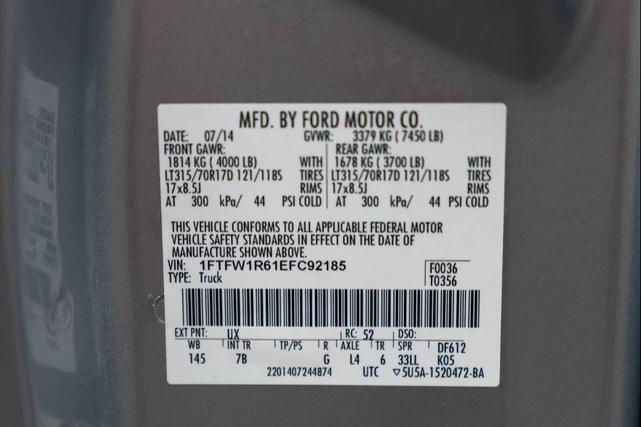 MFD. BY FORD MOTOR CO.
DATE: 07/14 GVWR: 3379 KG ( 7450 LB)
FRONT GAWR: REAR GAWR:
1814 KG ( 4000 LB) WITH 1678 KG ( 3700 LB) WITH
LT315/70R17D 121/118S TIRES LT315/70R17D 121/118S TIRES
17x8.5J RIMS 17x8.5J RIMS
AT 300 kPa/ 44 PSI COLD AT 300 kPa/ 44 PSI COLD
THIS VEHICLE CONFORMS TO ALL APPLICABLE FEDERAL MOTOR
VEHICLE SAFETY STANDARDS IN EFFECT ON THE DATE OF
MANUFACTURE SHOWN ABOVE.
VIN: 1FTFW1R61EFC92185 F0036
TYPE: Truck T0356
EXT PNT: UX RC: 52 DSO:
WB INT TR TP/PS R AXLE TR SPR DF612
145 7B G L4 6 33LL K05
2201407244874 UTC ▽5U5A-1520472-BA